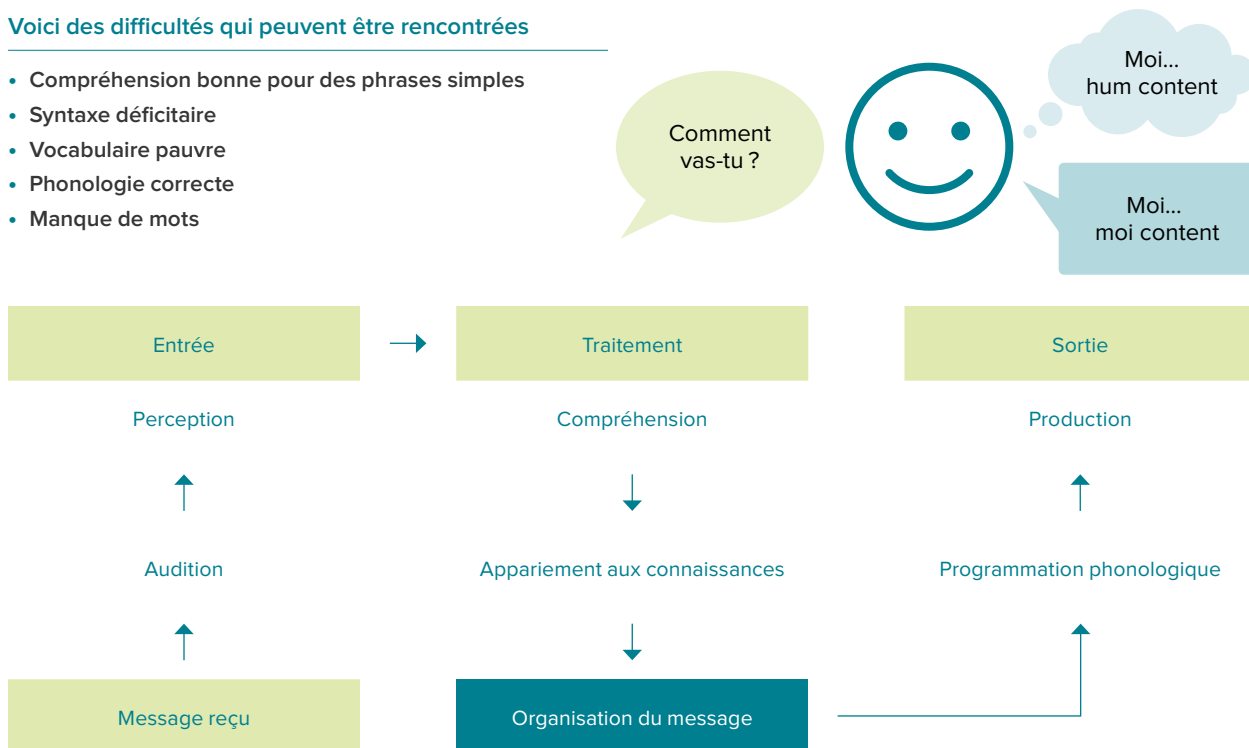 Voici des difficultés qui peuvent être rencontrées
• Compréhension bonne pour des phrases simples
• Syntaxe déficitaire
• Vocabulaire pauvre
• Phonologie correcte
• Manque de mots
Comment
vas-tu ?
Moi...
hum content
Moi...
moi content
Entrée
Traitement
Sortie
Perception
Compréhension
Production
Audition
Appariement aux connaissances
Programmation phonologique
Message reçu
Organisation du message